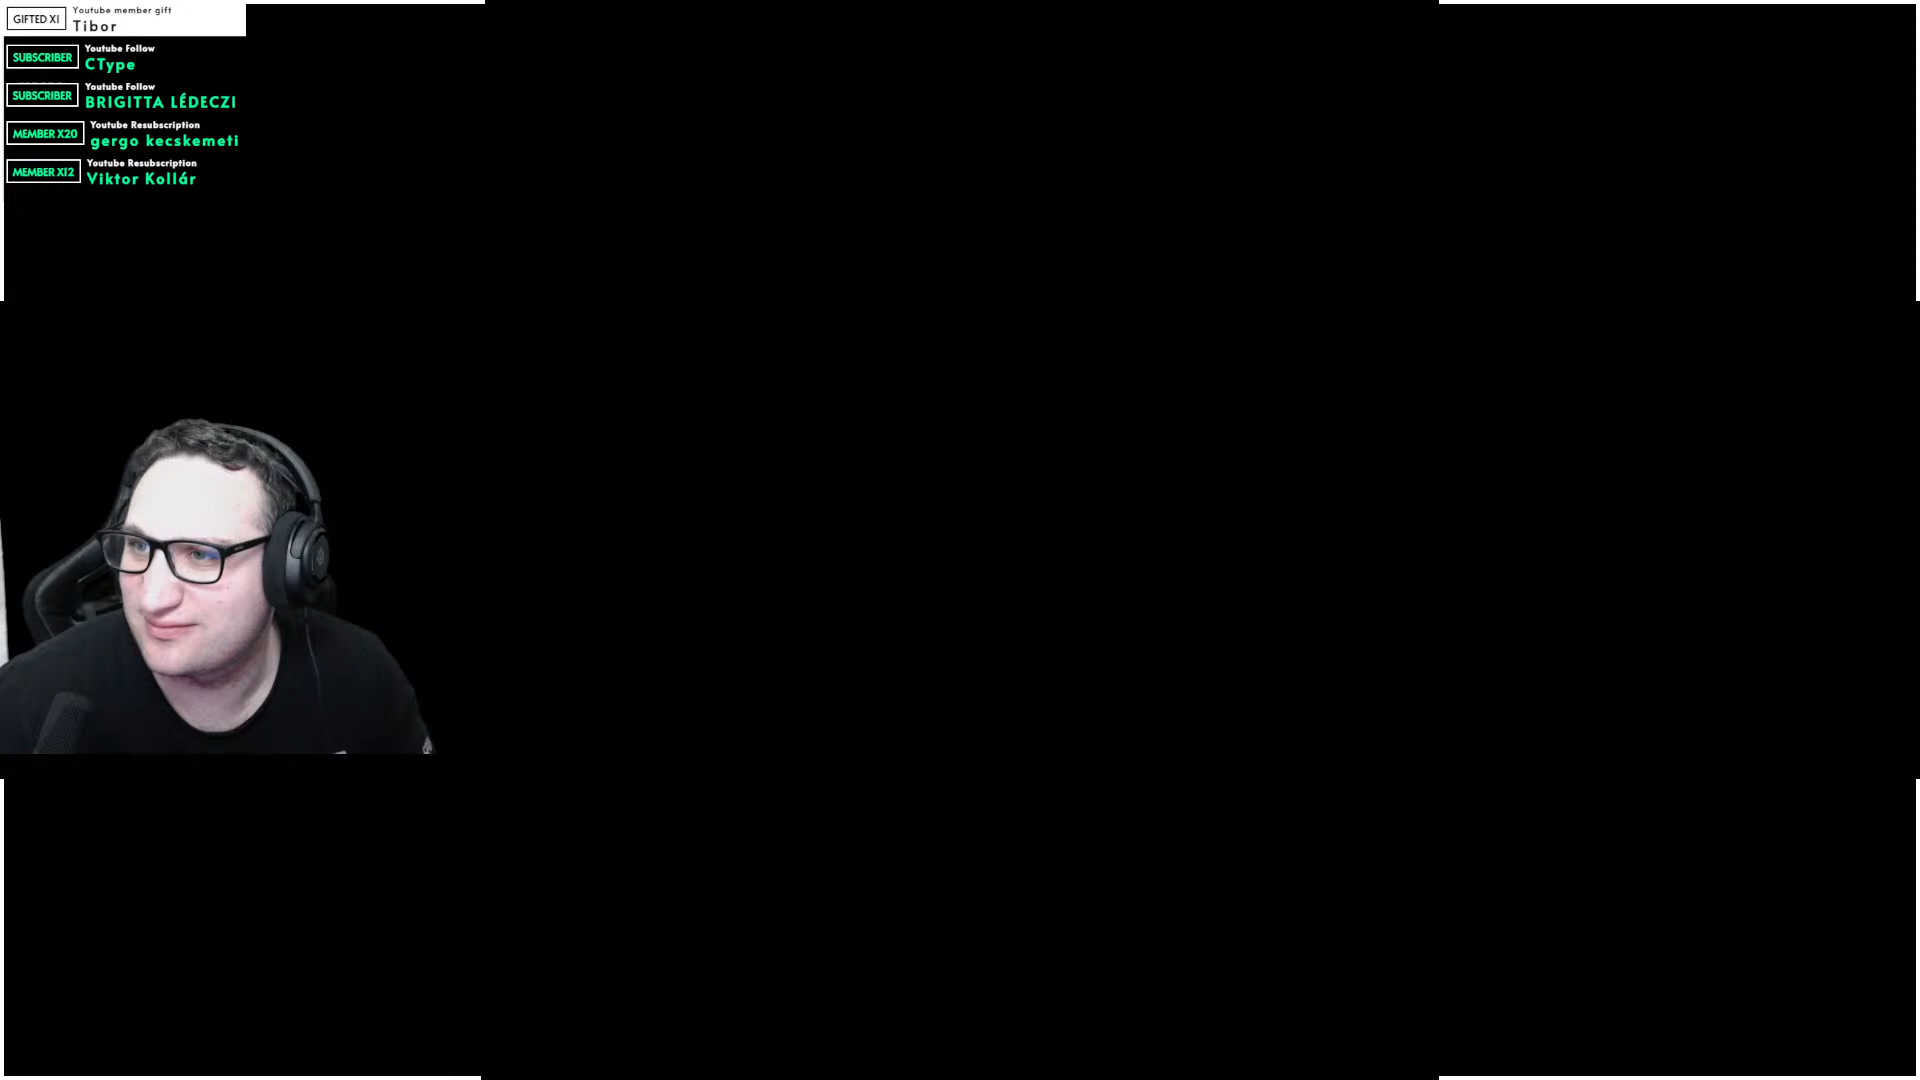 GIFTED X1
Youtube member gift
Tibor
SUBSCRIBER
Youtube Follow
CType
SUBSCRIBER
Youtube Follow
BRIGITTA LÉDECZI
MEMBER X20
Youtube Resubscription
gergo kecskemeti
MEMBER X12
Youtube Resubscription
Viktor Kollár